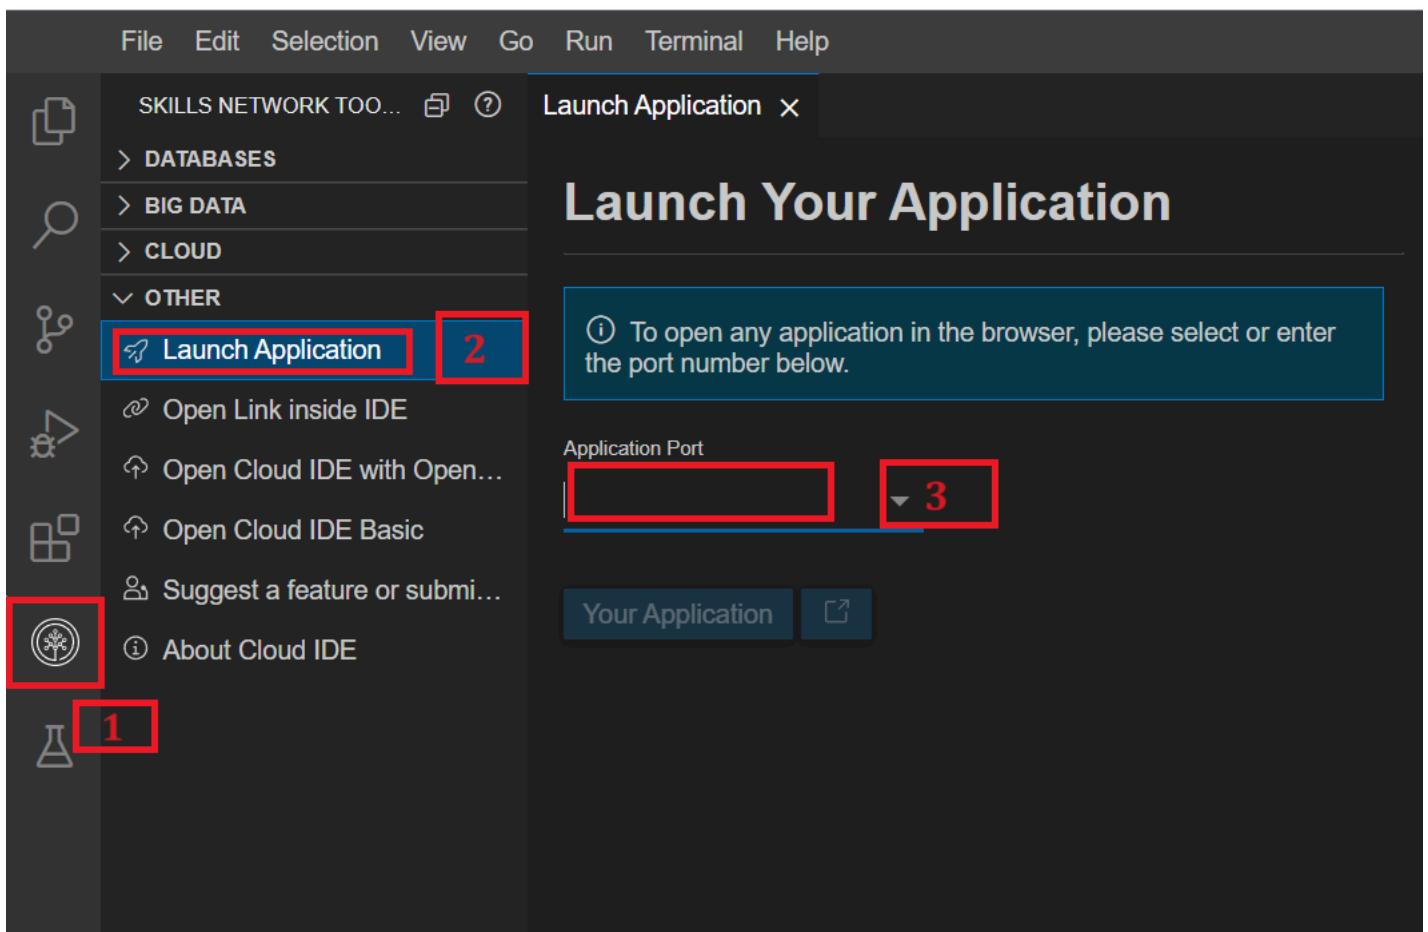 File Edit Selection View Go Run Terminal Help
SKILLS NETWORK TOO...
Launch Application
DATABASES
BIG DATA
CLOUD
OTHER
Launch Application 2
Open Link inside IDE
Open Cloud IDE with Open...
Open Cloud IDE Basic
Suggest a feature or submi...
About Cloud IDE
1
Launch Your Application
To open any application in the browser, please select or enter
the port number below.
Application Port
3
Your Application